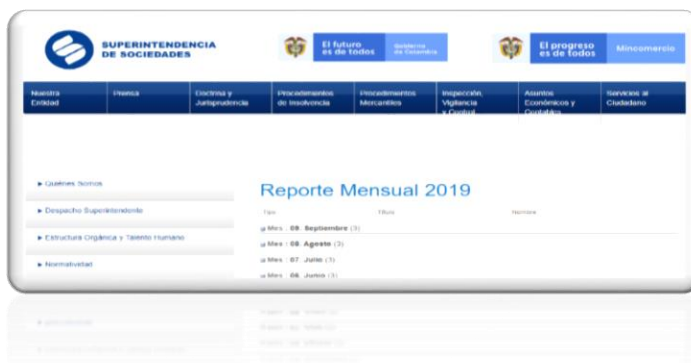 SUPERINTENDENCIA
DE SOCIEDADES
El futuro
es de todos
Gobierno
de Colombia
El progreso
es de todos
Mincomercio
Nuestra
Entidad
Prensa
Doctrina y
Jurisprudencia
Procedimientos
de Insolvencia
Procedimientos
Mercantiles
Inspección,
Vigilancia
y Control
Asuntos
Económicos y
Contables
Servicios al
Ciudadano
Quiénes Somos
Despacho Superintendente
Estructura Orgánica y Talento Humano
Normatividad
Reporte Mensual 2019
Tipo
Título
Nombre
Mes : 09. Septiembre (3)
Mes : 08. Agosto (3)
Mes : 07. Julio (3)
Mes : 06. Junio (3)